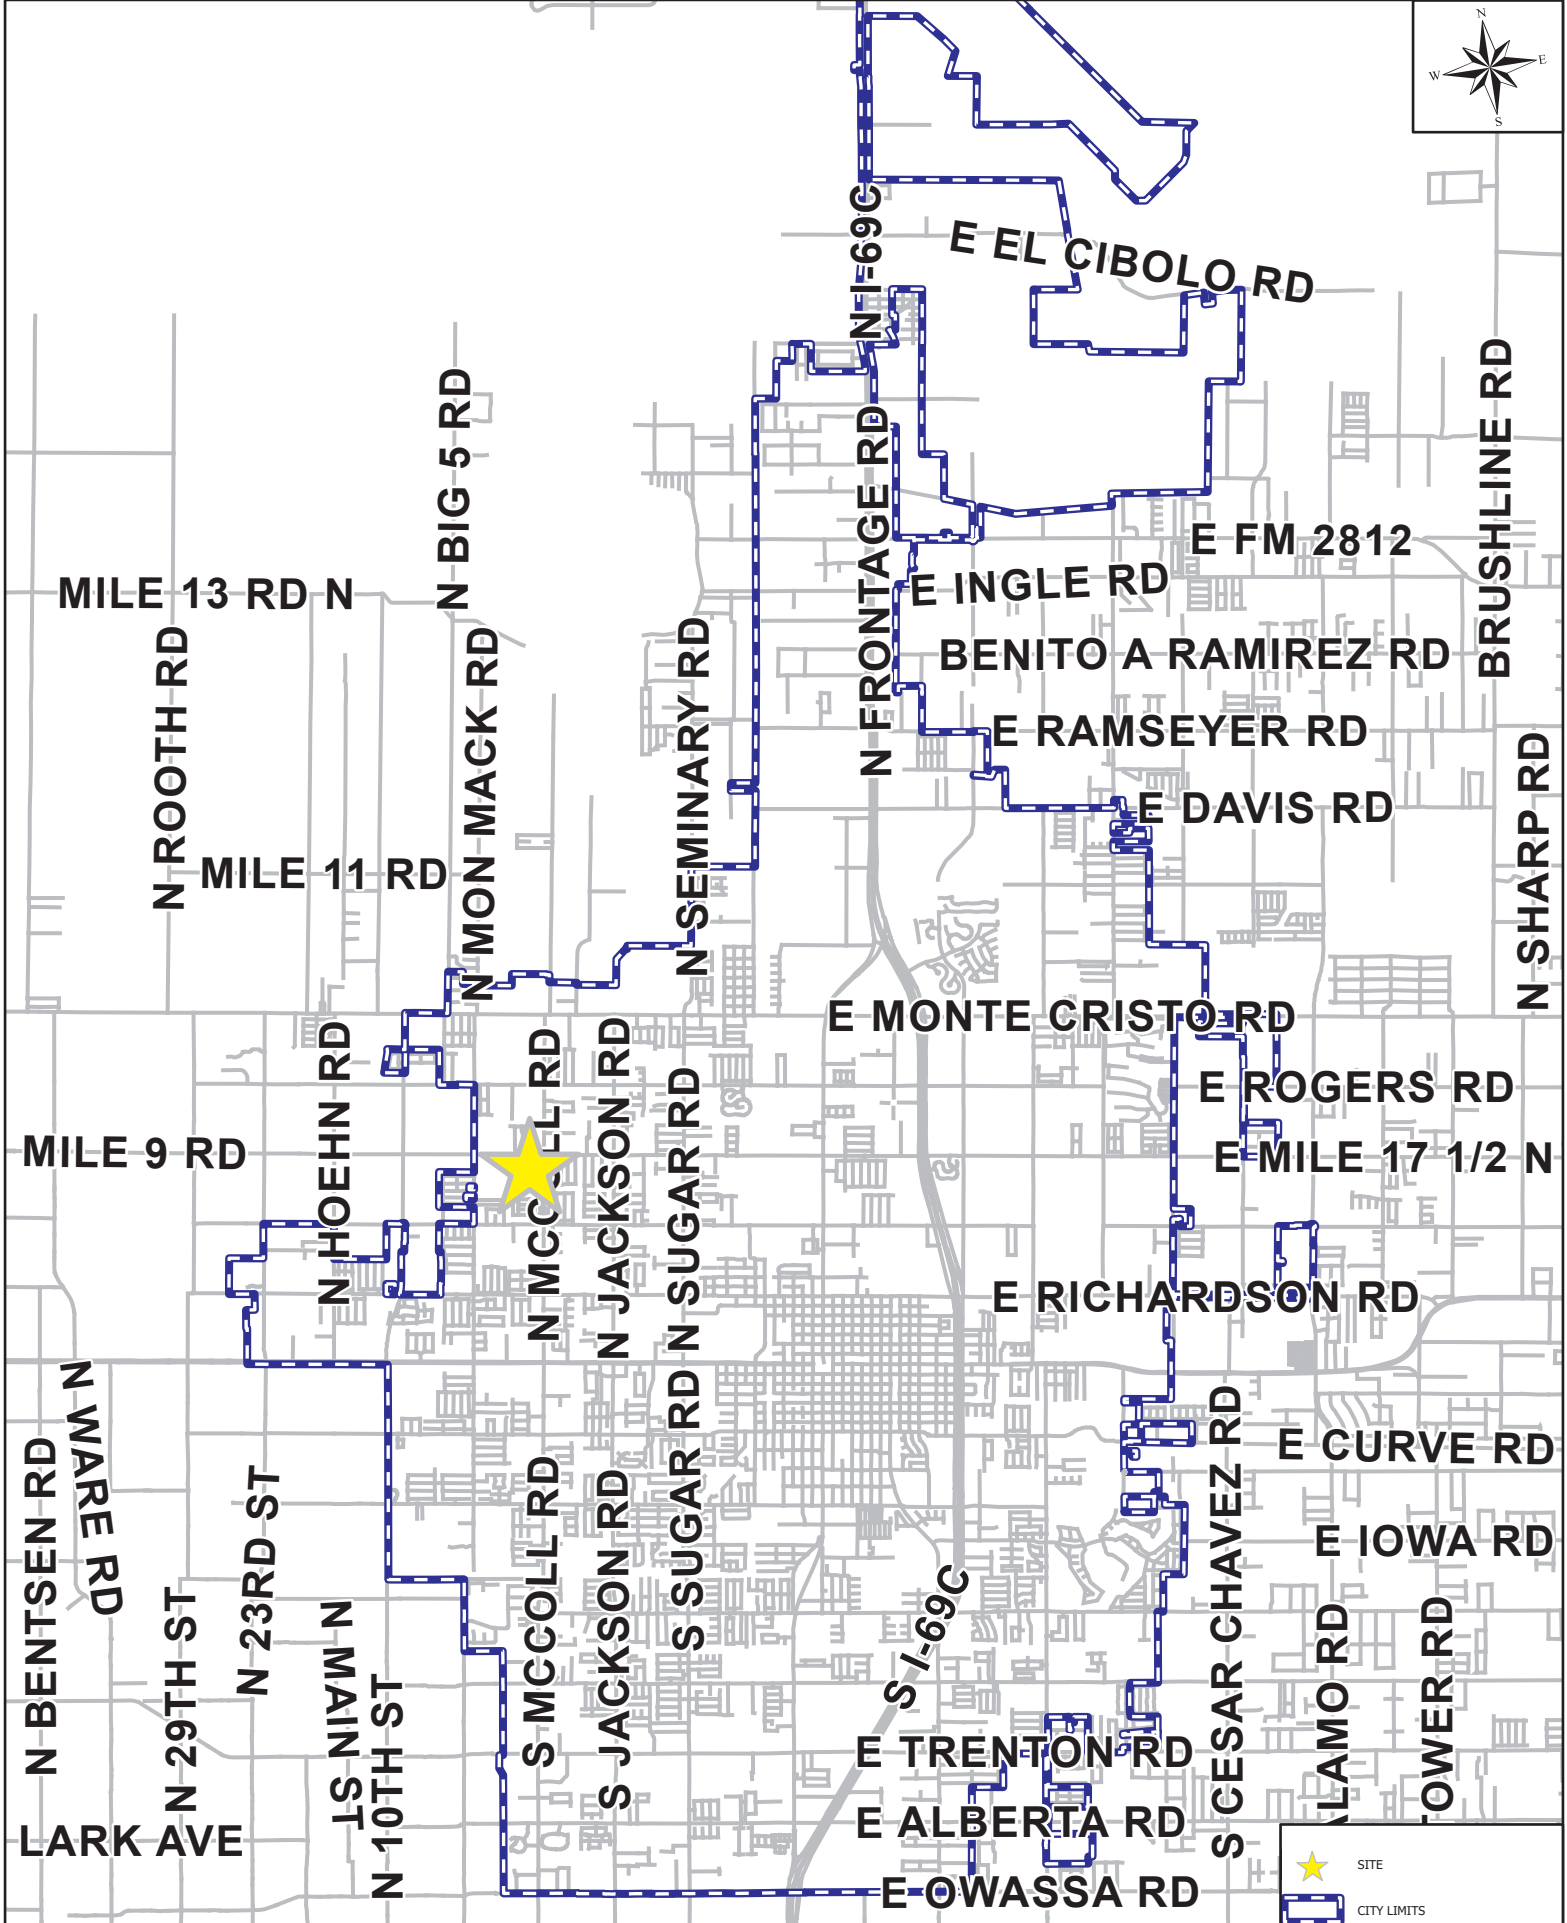 N
W
E
S
N I-69C
E EL CIBOLO RD
N BIG 5 RD
BRUSHLINE RD
N FRONTAGE RD
E FM 2812
MILE 13 RD N
E INGLE RD
N ROOTH RD
N MON MACK RD
N SEMINARY RD
BENITO A RAMIREZ RD
E RAMSEYER RD
N SHARP RD
E DAVIS RD
MILE 11 RD
E MONTE CRISTO RD
N HOEHN RD
N JACKSON RD
N SUGAR RD
E ROGERS RD
MILE 9 RD
E MILE 17 1/2 N
E RICHARDSON RD
N WARE RD
S SUGAR RD
S CESAR CHAVEZ RD
E CURVE RD
N BENTSEN RD
N 23RD ST
S MCCOLL RD
S JACKSON RD
E IOWA RD
N 29TH ST
N MAIN ST
S I-69C
N 10TH ST
E TRENTON RD
E ALBERTA RD
LARK AVE
E OWASSA RD
SITE
CITY LIMITS